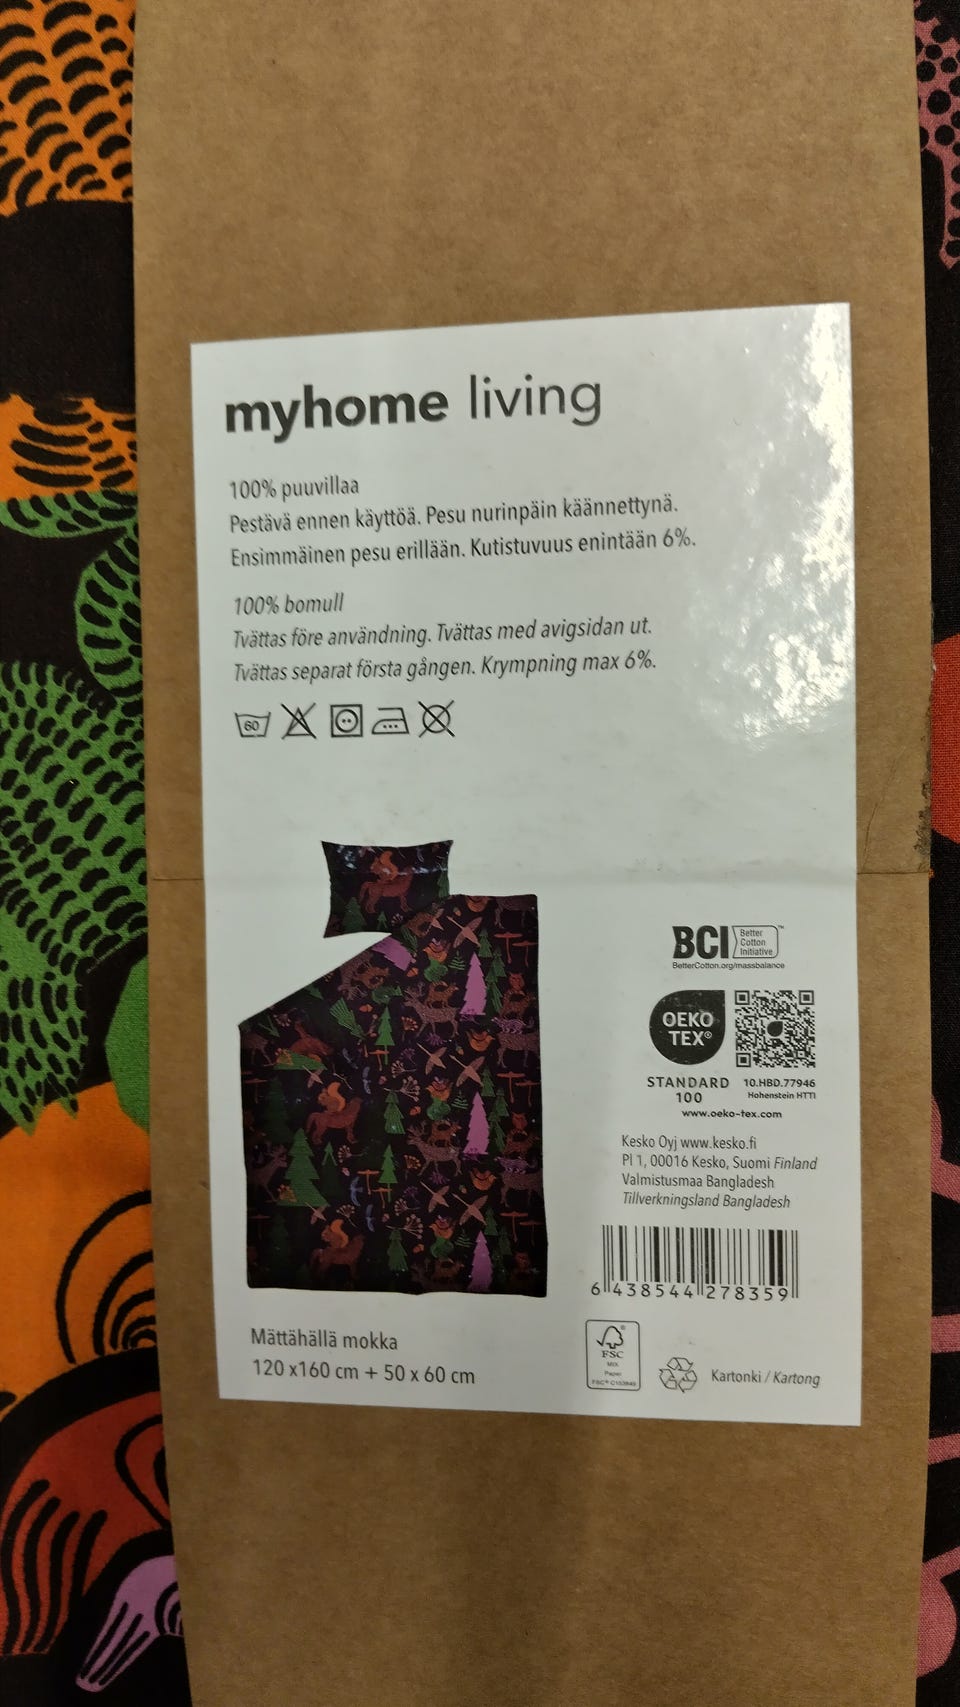 myhome living
100% puuvillaa
Pestävä ennen käyttöä. Pesu nurinpäin käännettynä.
Ensimmäinen pesu erillään. Kutistuvuus enintään 6%.
100% bomull
Tvättas före användning. Tvättas med avigsidan ut.
Tvättas separat första gången. Krympning max 6%.
60
BCI Better
Cotton
Initiative™
BetterCotton.org/massbalance
OEKO
TEX®
STANDARD
100
10.HBD.77946
Hohenstein HTTI
www.oeko-tex.com
Kesko Oyj www.kesko.fi
Pl 1, 00016 Kesko, Suomi Finland
Valmistusmaa Bangladesh
Tillverkningsland Bangladesh
6 438544 278359
Mättähällä mokka
120 x160 cm + 50 x 60 cm
FSC
MIX
Paper
Kartonki / Kartong